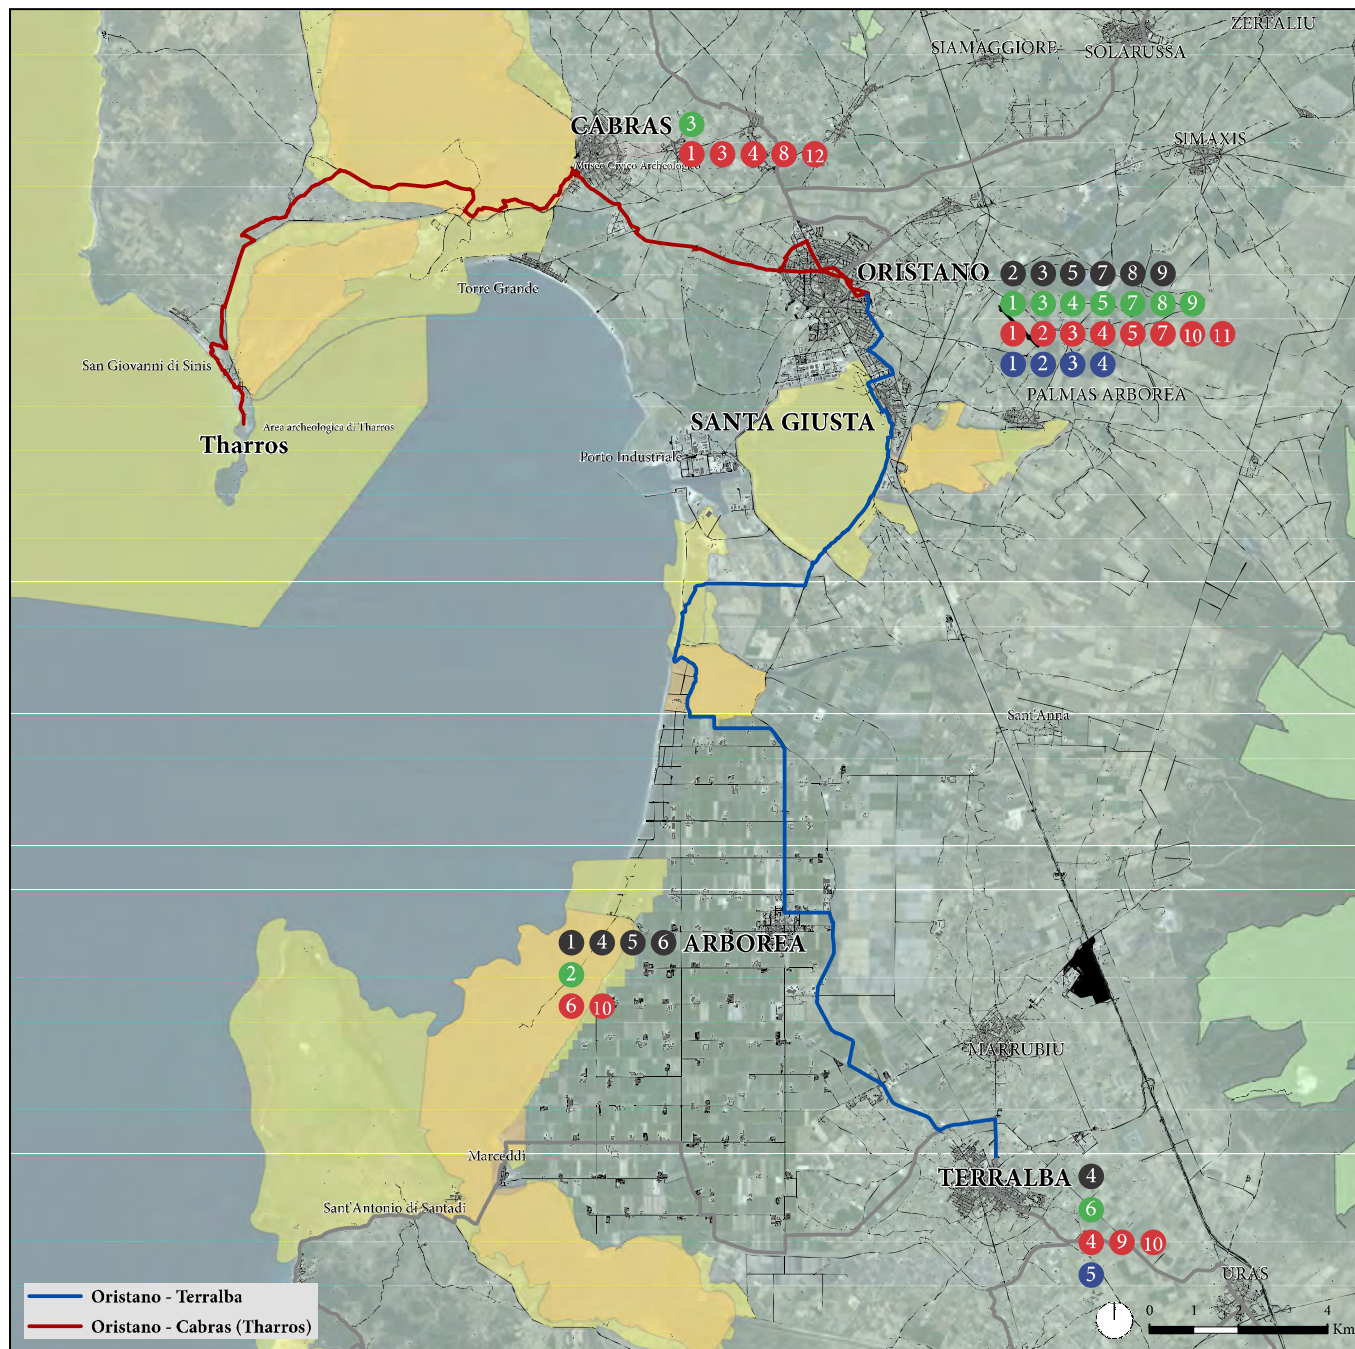 ZERFALIU
SIAMAGGIORE
SOLARUSSA
CABRAS 3
1 3 4 8 12
Museo Civico Archeologico
SIMAXIS
ORISTANO 2 3 5 7 8 9
1 3 4 5 7 8 9
1 2 3 4 5 7 10 11
1 2 3 4
Torre Grande
San Giovanni di Sinis
PALMAS ARBOREA
SANTA GIUSTA
Area archeologica di Tharros
Tharros
Porto Industriale
Sant'Anna
1 4 5 6 ARBOREA
2
6 10
MARRUBIU
Marceddì
TERRALBA 4
6
4 9 10
5
Sant'Antonio di Santadi
URAS
Oristano - Terralba
Oristano - Cabras (Tharros)
0 1 2 4
Km